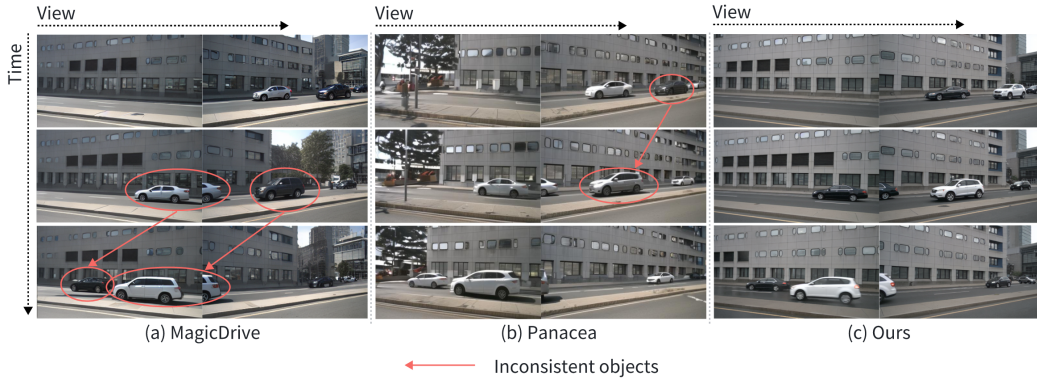 View
View
View
Time
(a) MagicDrive
(b) Panacea
(c) Ours
Inconsistent objects